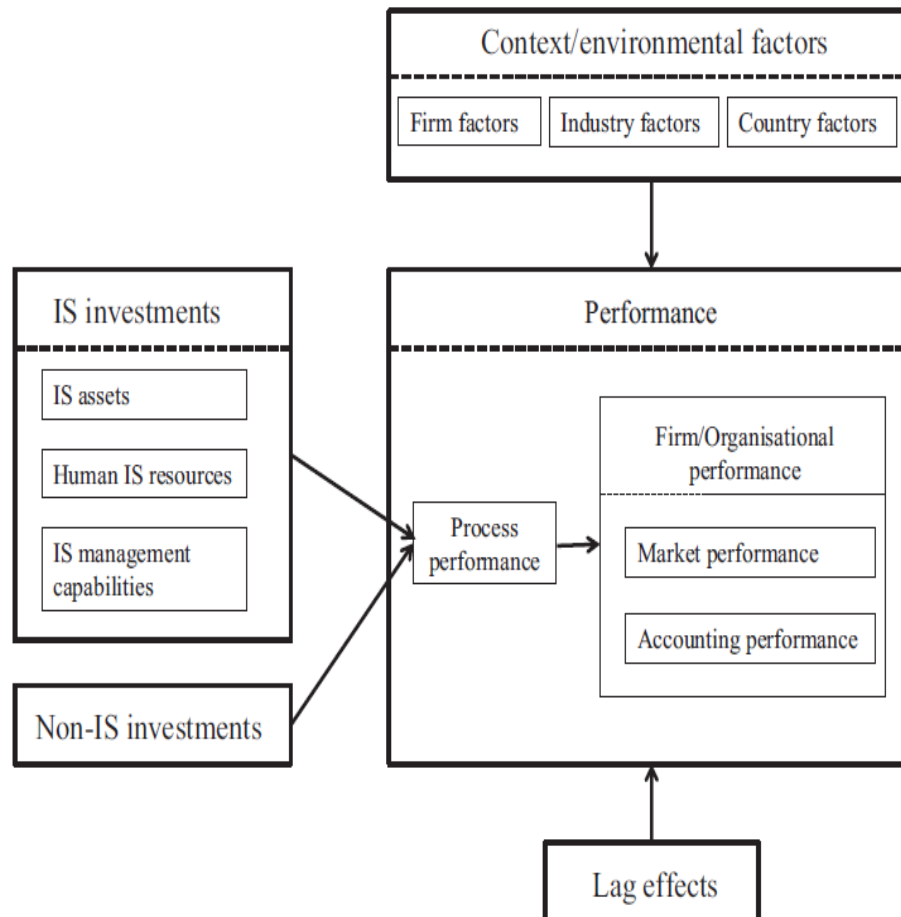 Context/environmental factors
Firm factors
Industry factors
Country factors
IS investments
IS assets
Human IS resources
IS management
capabilities
Non-IS investments
Performance
Process
performance
Firm/Organisational
performance
Market performance
Accounting performance
Lag effects